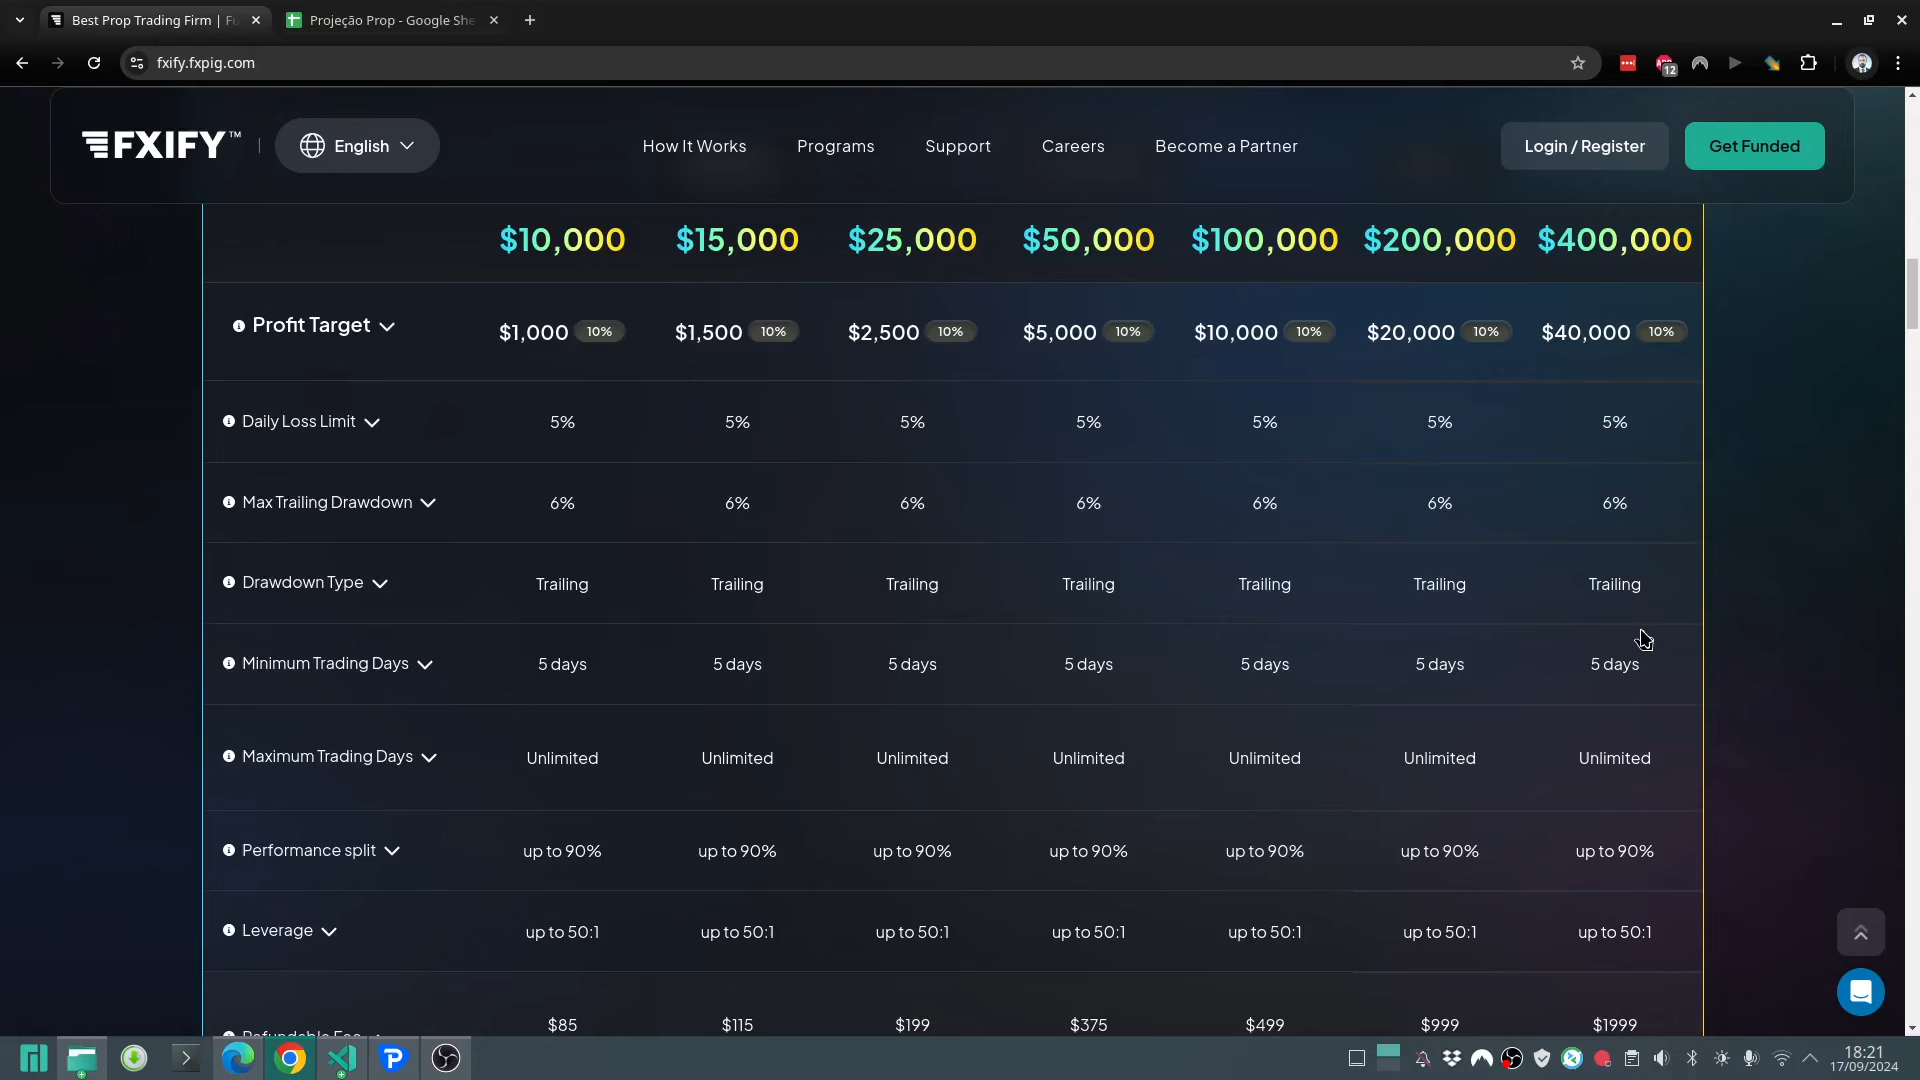 Best Prop Trading Firm | Fu
Projeção Prop - Google She
fxify.fxpig.com
12
FXIFY™
English
How It Works
Programs
Support
Careers
Become a Partner
Login / Register
Get Funded
$10,000 $15,000 $25,000 $50,000 $100,000 $200,000 $400,000
Profit Target $1,000 10% $1,500 10% $2,500 10% $5,000 10% $10,000 10% $20,000 10% $40,000 10%
Daily Loss Limit 5% 5% 5% 5% 5% 5% 5%
Max Trailing Drawdown 6% 6% 6% 6% 6% 6% 6%
Drawdown Type Trailing Trailing Trailing Trailing Trailing Trailing Trailing
Minimum Trading Days 5 days 5 days 5 days 5 days 5 days 5 days 5 days
Maximum Trading Days Unlimited Unlimited Unlimited Unlimited Unlimited Unlimited Unlimited
Performance split up to 90% up to 90% up to 90% up to 90% up to 90% up to 90% up to 90%
Leverage up to 50:1 up to 50:1 up to 50:1 up to 50:1 up to 50:1 up to 50:1 up to 50:1
Refundable Fee $85 $115 $199 $375 $499 $999 $1999
18:21
17/09/2024